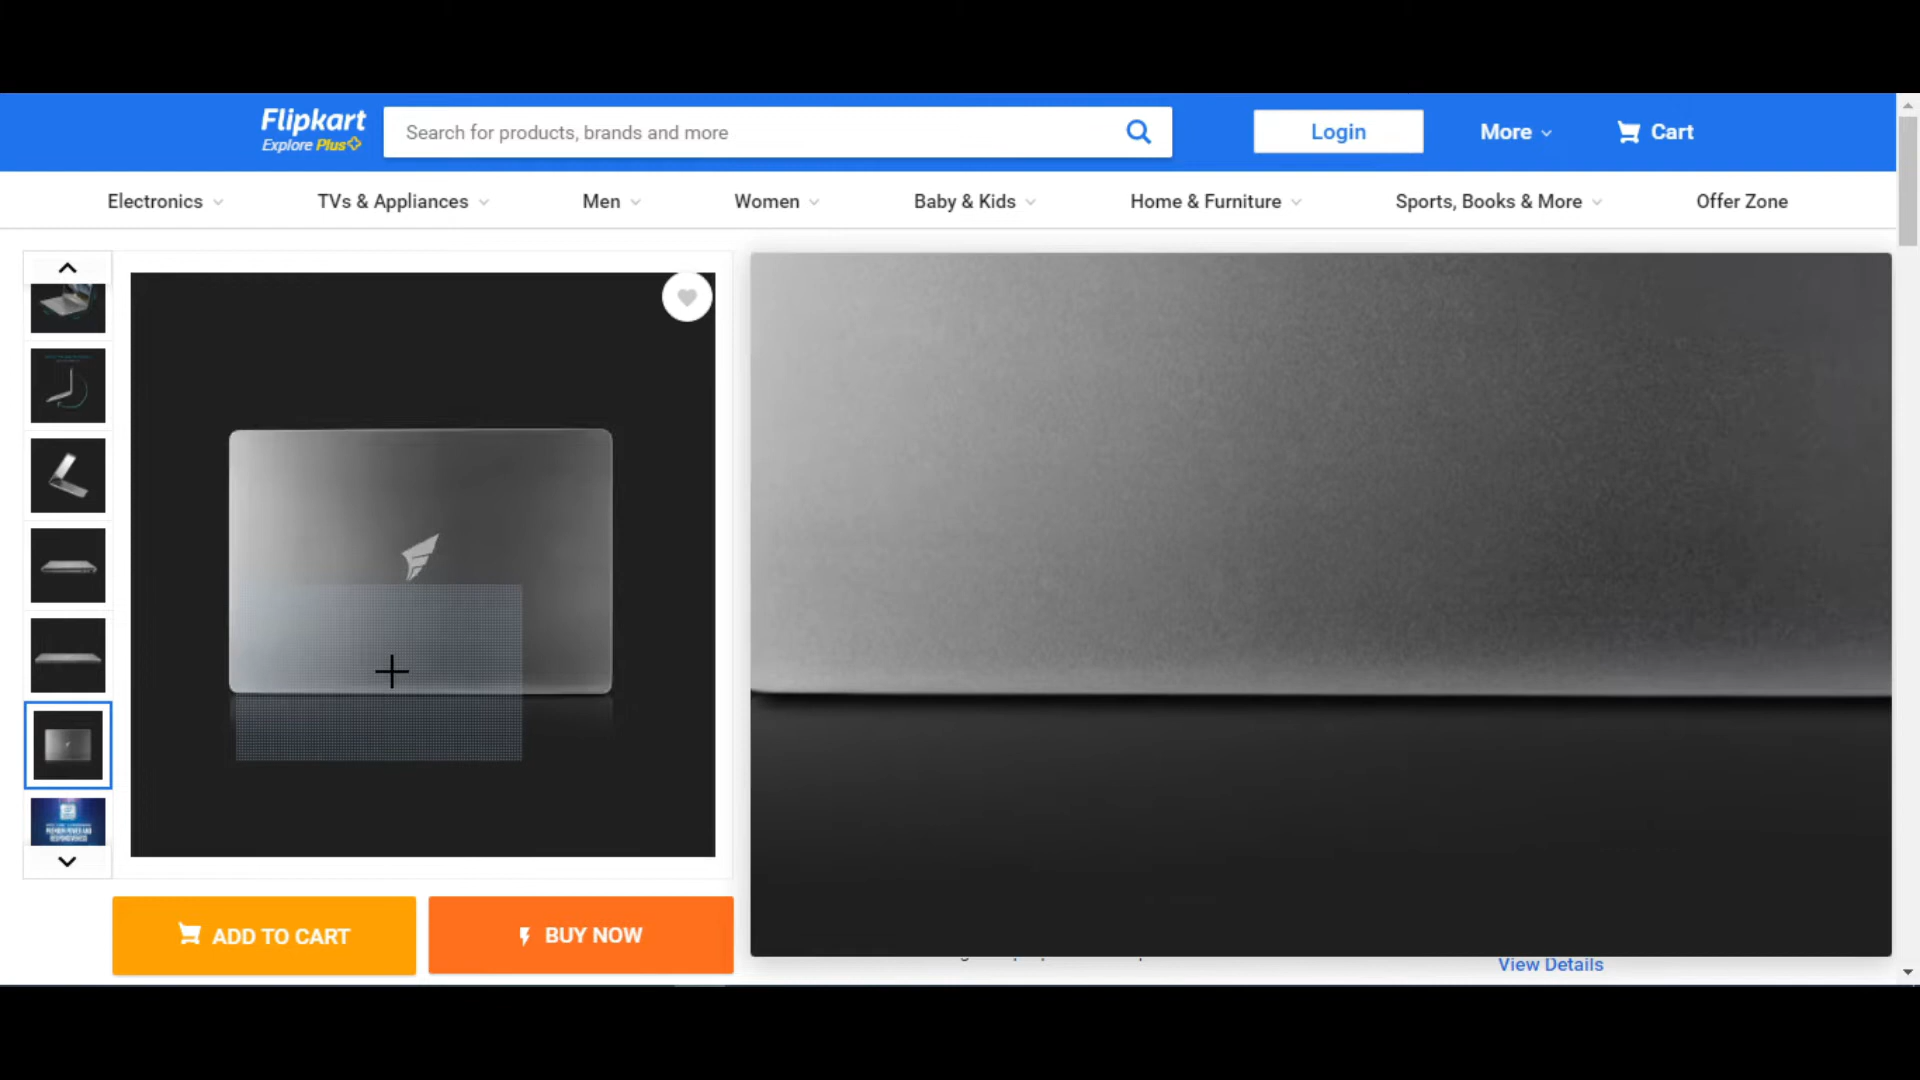 Flipkart
Explore Plus
Search for products, brands and more
Login
More
Cart
Electronics
TVs & Appliances
Men
Women
Baby & Kids
Home & Furniture
Sports, Books & More
Offer Zone
ADD TO CART
BUY NOW
View Details